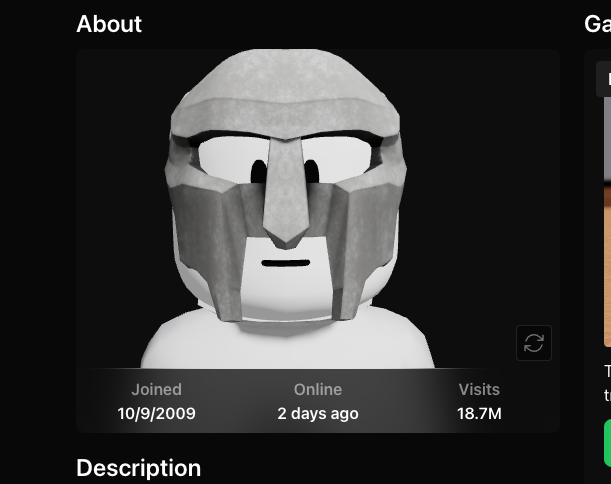 About
Ga
Joined
Online
Visits
10/9/2009
2 days ago
18.7M
Description